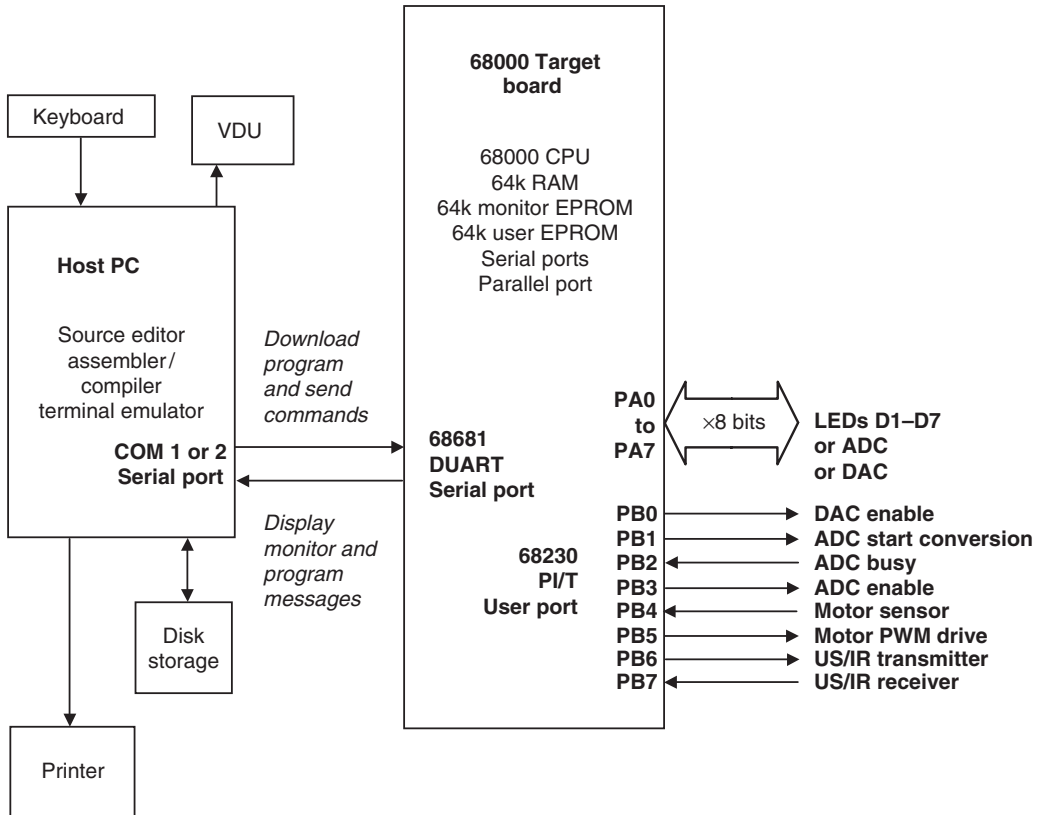 Keyboard
VDU
Host PC
Source editor
assembler/
compiler
terminal emulator
COM 1 or 2
Serial port
Disk
storage
Printer
Download
program
and send
commands
Display
monitor and
program
messages
68000 Target
board
68000 CPU
64k RAM
64k monitor EPROM
64k user EPROM
Serial ports
Parallel port
68681
DUART
Serial port
68230
PI/T
User port
PA0
to
PA7
×8 bits
LEDs D1–D7
or ADC
or DAC
PB0 DAC enable
PB1 ADC start conversion
PB2 ADC busy
PB3 ADC enable
PB4 Motor sensor
PB5 Motor PWM drive
PB6 US/IR transmitter
PB7 US/IR receiver